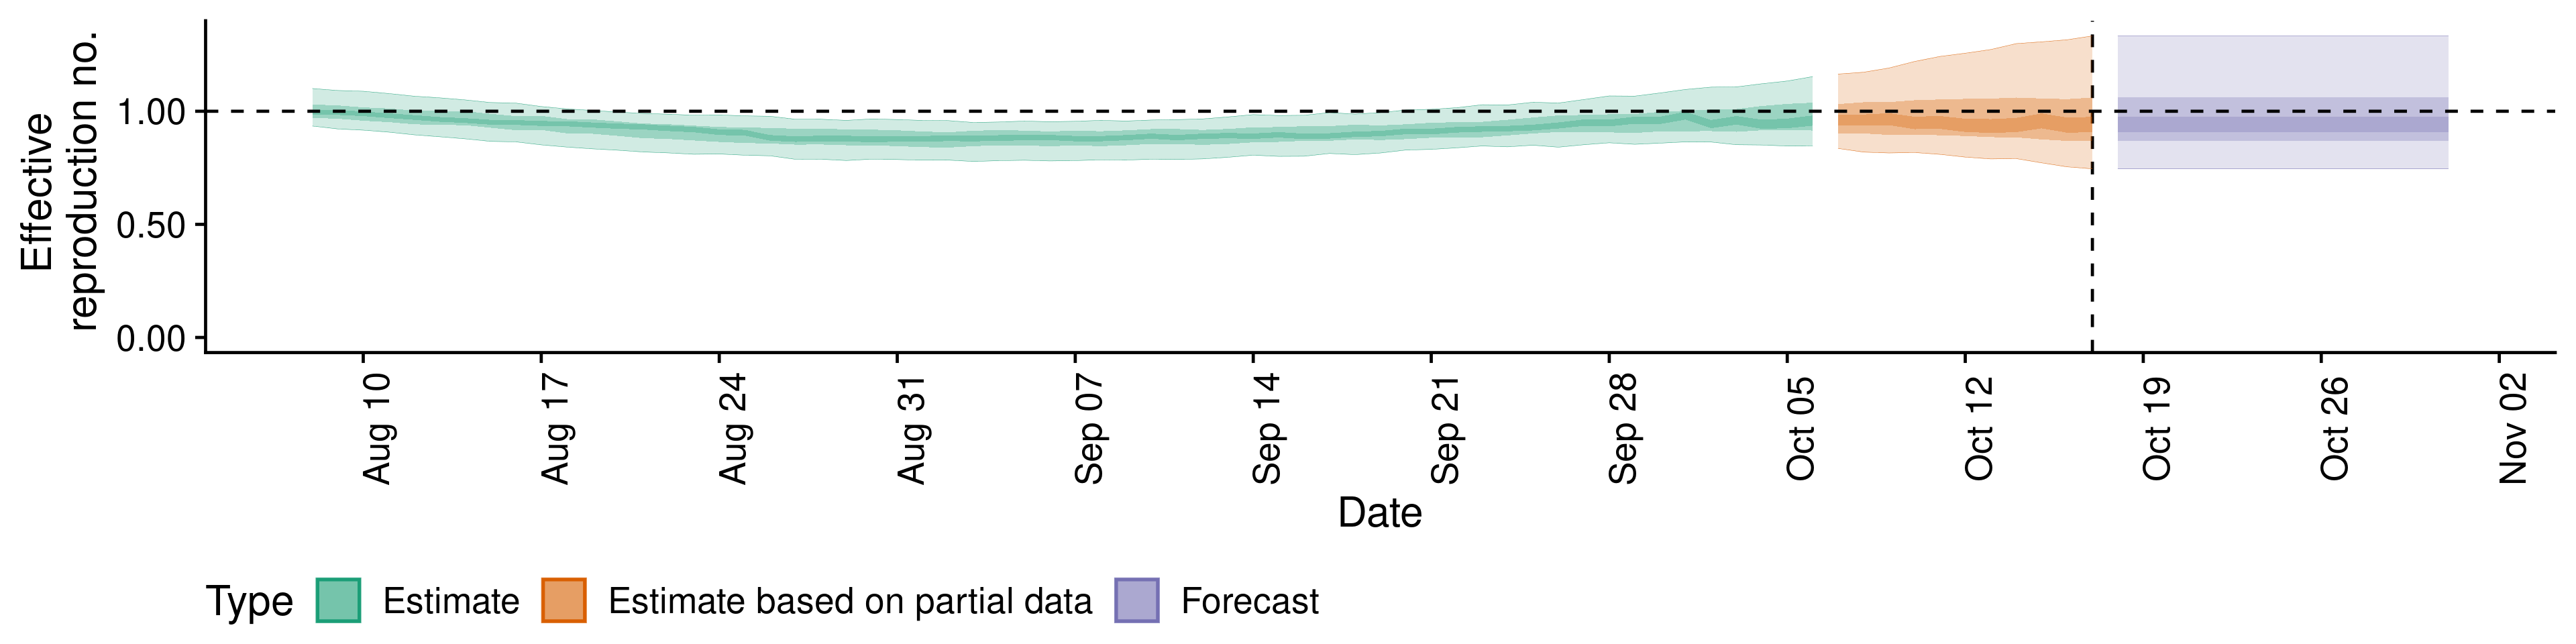 Effective
reproduction no.
1.00
0.50
0.00
Aug 10
Aug 17
Aug 24
Aug 31
Sep 07
Sep 14
Sep 21
Sep 28
Oct 05
Oct 12
Oct 19
Oct 26
Nov 02
Date
Type Estimate Estimate based on partial data Forecast